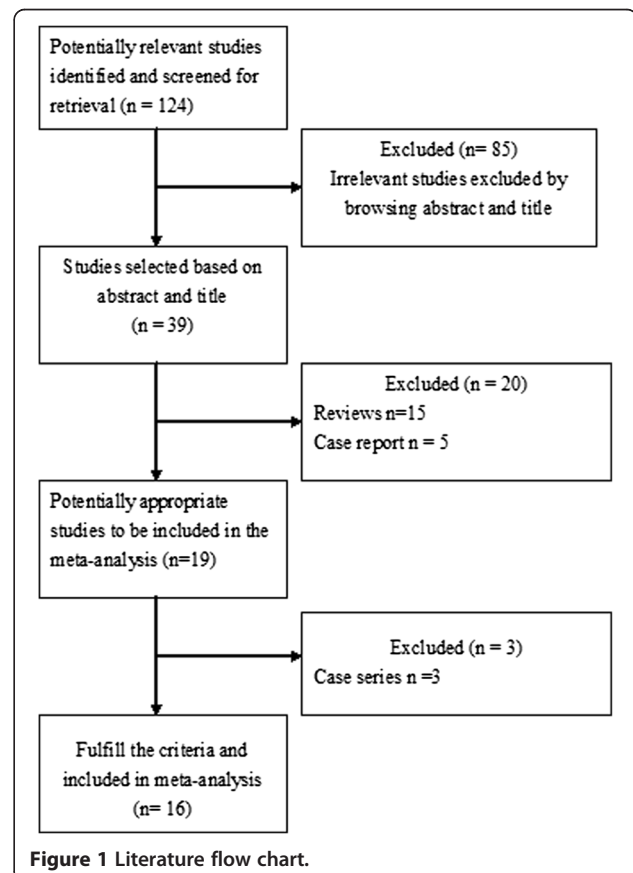 Potentially relevant studies
identified and screened for
retrieval (n = 124)
Excluded (n= 85)
Irrelevant studies excluded by
browsing abstract and title
Studies selected based on
abstract and title
(n = 39)
Excluded (n = 20)
Reviews n=15
Case report n = 5
Potentially appropriate
studies to be included in the
meta-analysis (n=19)
Excluded (n = 3)
Case series n =3
Fulfill the criteria and
included in meta-analysis
(n= 16)
Figure 1 Literature flow chart.